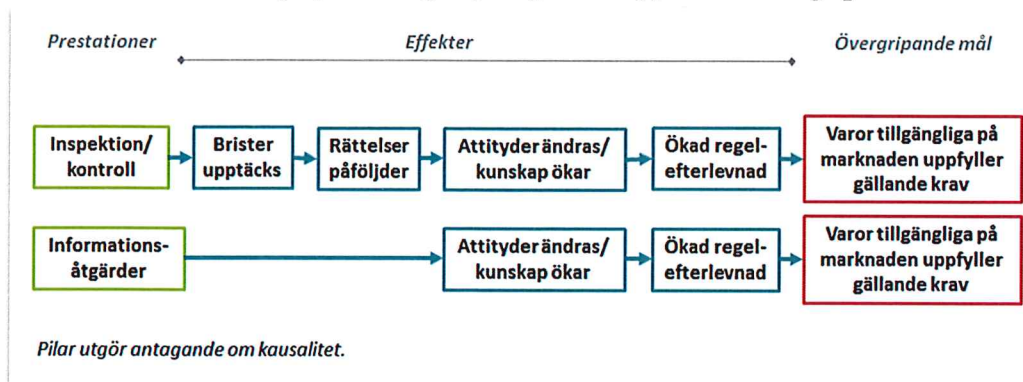 Prestationer
Effekter
Övergripande mål
Inspektion/
kontroll
Brister
upptäcks
Rättelser
påföljder
Attityder ändras/
kunskap ökar
Ökad regel-
efterlevnad
Varor tillgängliga på
marknaden uppfyller
gällande krav
Informations-
åtgärder
Attityder ändras/
kunskap ökar
Ökad regel-
efterlevnad
Varor tillgängliga på
marknaden uppfyller
gällande krav
Pilar utgör antagande om kausalitet.